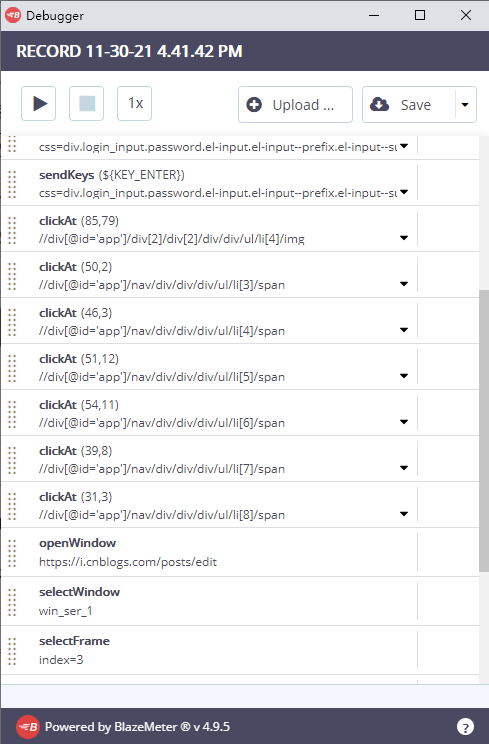 Debugger
RECORD 11-30-21 4.41.42 PM
1x
Upload ...
Save
css=div.login_input.password.el-input.el-input--prefix.el-input--su
sendKeys (${KEY_ENTER})
css=div.login_input.password.el-input.el-input--prefix.el-input--su
clickAt (85,79)
//div[@id='app']/div[2]/div[2]/div/div/ul/li[4]/img
clickAt (50,2)
//div[@id='app']/nav/div/div/div/ul/li[3]/span
clickAt (46,3)
//div[@id='app']/nav/div/div/div/ul/li[4]/span
clickAt (51,12)
//div[@id='app']/nav/div/div/div/ul/li[5]/span
clickAt (54,11)
//div[@id='app']/nav/div/div/div/ul/li[6]/span
clickAt (39,8)
//div[@id='app']/nav/div/div/div/ul/li[7]/span
clickAt (31,3)
//div[@id='app']/nav/div/div/div/ul/li[8]/span
openWindow
https://i.cnblogs.com/posts/edit
selectWindow
win_ser_1
selectFrame
index=3
Powered by BlazeMeter ® v 4.9.5
?